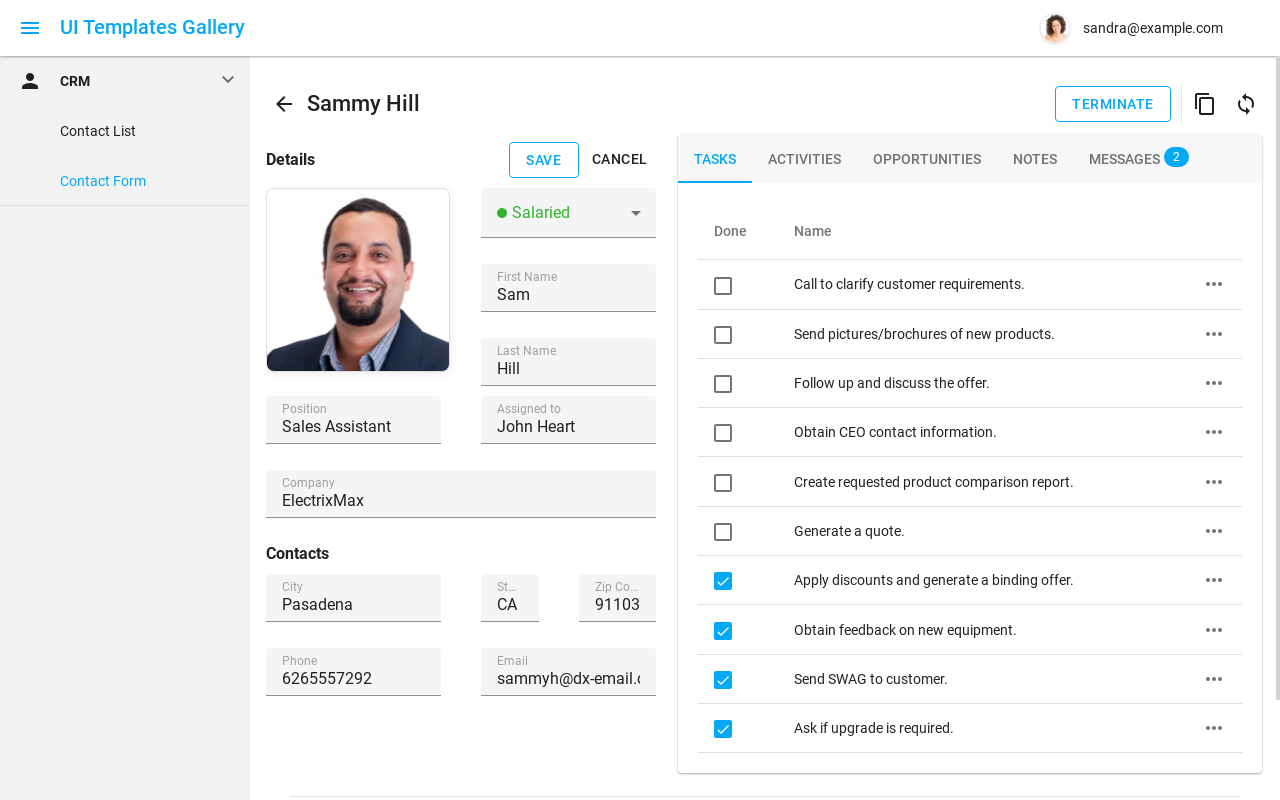 UI Templates Gallery
sandra@example.com
CRM
Contact List
Contact Form
Sammy Hill
TERMINATE
Details
SAVE
CANCEL
Salaried
First Name
Sam
Last Name
Hill
Position
Sales Assistant
Assigned to
John Heart
Company
ElectrixMax
Contacts
City
Pasadena
St...
CA
Zip Co...
91103
Phone
6265557292
Email
sammyh@dx-email.c
TASKS
ACTIVITIES
OPPORTUNITIES
NOTES
MESSAGES 2
Done
Name
Call to clarify customer requirements.
Send pictures/brochures of new products.
Follow up and discuss the offer.
Obtain CEO contact information.
Create requested product comparison report.
Generate a quote.
Apply discounts and generate a binding offer.
Obtain feedback on new equipment.
Send SWAG to customer.
Ask if upgrade is required.